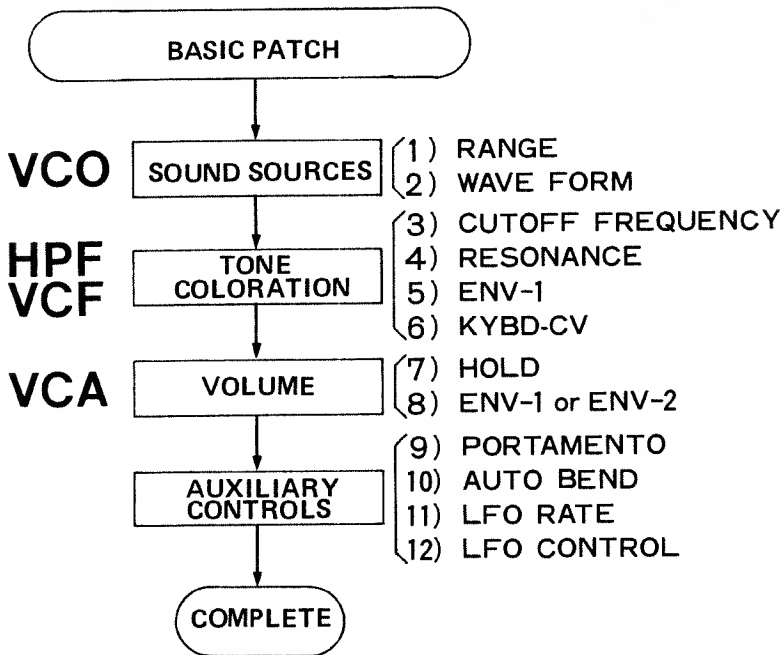 BASIC PATCH
VCO
SOUND SOURCES
1) RANGE
2) WAVE FORM
HPF
VCF
TONE
COLORATION
3) CUTOFF FREQUENCY
4) RESONANCE
5) ENV-1
6) KYBD-CV
VCA
VOLUME
7) HOLD
8) ENV-1 or ENV-2
AUXILIARY
CONTROLS
9) PORTAMENTO
10) AUTO BEND
11) LFO RATE
12) LFO CONTROL
COMPLETE